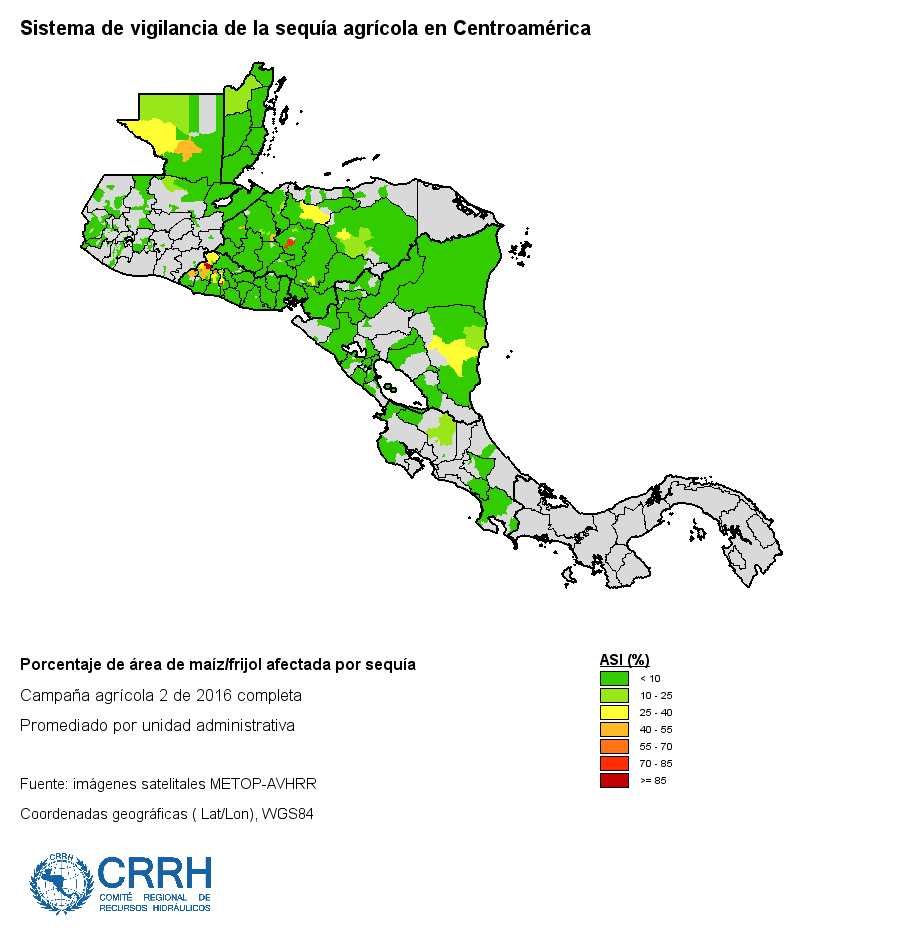 Sistema de vigilancia de la sequía agrícola en Centroamérica
Porcentaje de área de maíz/frijol afectada por sequía
Campaña agrícola 2 de 2016 completa
Promediado por unidad administrativa
Fuente: imágenes satelitales METOP-AVHRR
Coordenadas geográficas ( Lat/Lon), WGS84
ASI (%)
< 10
10 - 25
25 - 40
40 - 55
55 - 70
70 - 85
>= 85
CRRH
CRRH
COMITÉ REGIONAL DE
RECURSOS HIDRÁULICOS